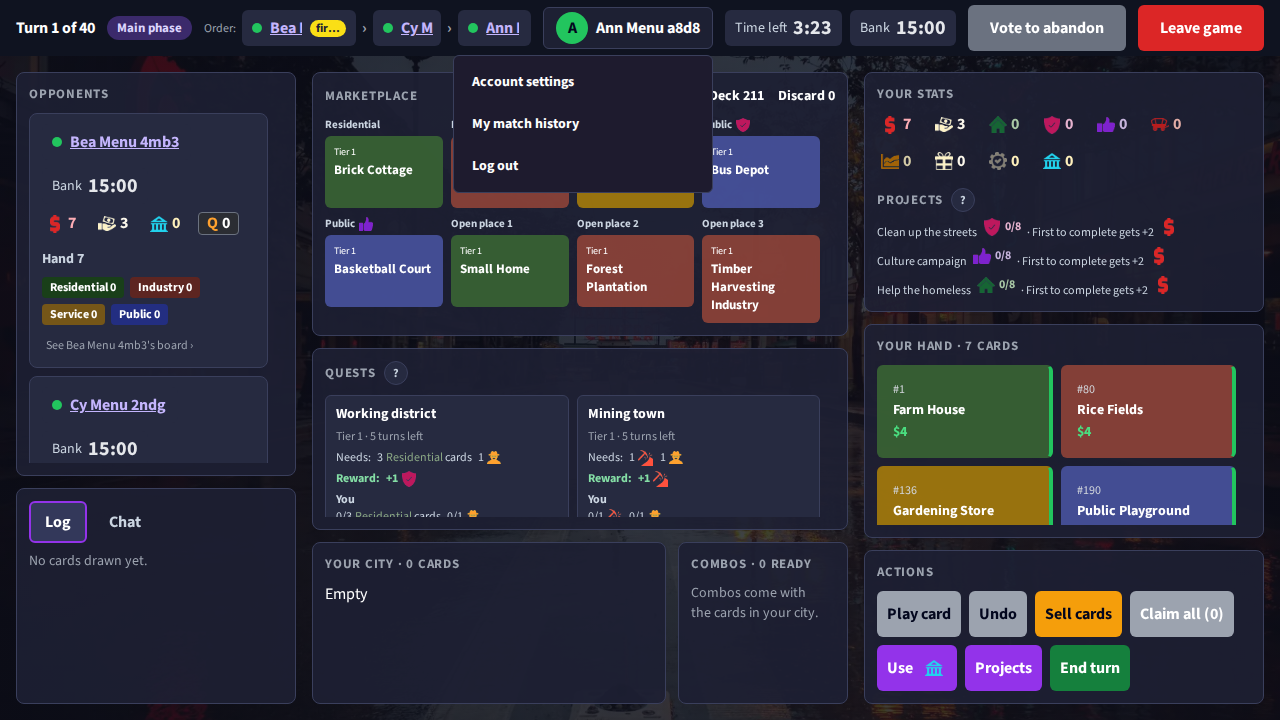 Turn 1 of 40 Main phase Order: Bea fir... › Cy M › Ann A Ann Menu a8d8 Time left 3:23 Bank 15:00 Vote to abandon Leave game
OPPONENTS
Bea Menu 4mb3
Bank 15:00
7 3 0 Q 0
Hand 7
Residential 0 Industry 0
Service 0 Public 0
See Bea Menu 4mb3's board ›
Cy Menu 2ndg
Bank 15:00
Log Chat
No cards drawn yet.
Account settings
My match history
Log out
MARKETPLACE Deck 211 Discard 0
Residential
Tier 1
Brick Cottage
Tier 1
Bus Depot
Public Open place 1 Open place 2 Open place 3
Tier 1
Basketball Court
Tier 1
Small Home
Tier 1
Forest
Plantation
Tier 1
Timber
Harvesting
Industry
QUESTS ?
Working district
Tier 1 · 5 turns left
Needs: 3 Residential cards 1
Reward: +1
You
0/3 Residential cards 0/1
Mining town
Tier 1 · 5 turns left
Needs: 1 1
Reward: +1
You
0/1 0/1
YOUR CITY · 0 CARDS
Empty
COMBOS · 0 READY
Combos come with
the cards in your city.
YOUR STATS
7 3 0 0 0 0
0 0 0 0
PROJECTS ?
Clean up the streets 0/8 · First to complete gets +2
Culture campaign 0/8 · First to complete gets +2
Help the homeless 0/8 · First to complete gets +2
YOUR HAND · 7 CARDS
#1
Farm House
$4
#80
Rice Fields
$4
#136
Gardening Store
#190
Public Playground
ACTIONS
Play card Undo Sell cards Claim all (0)
Use Projects End turn